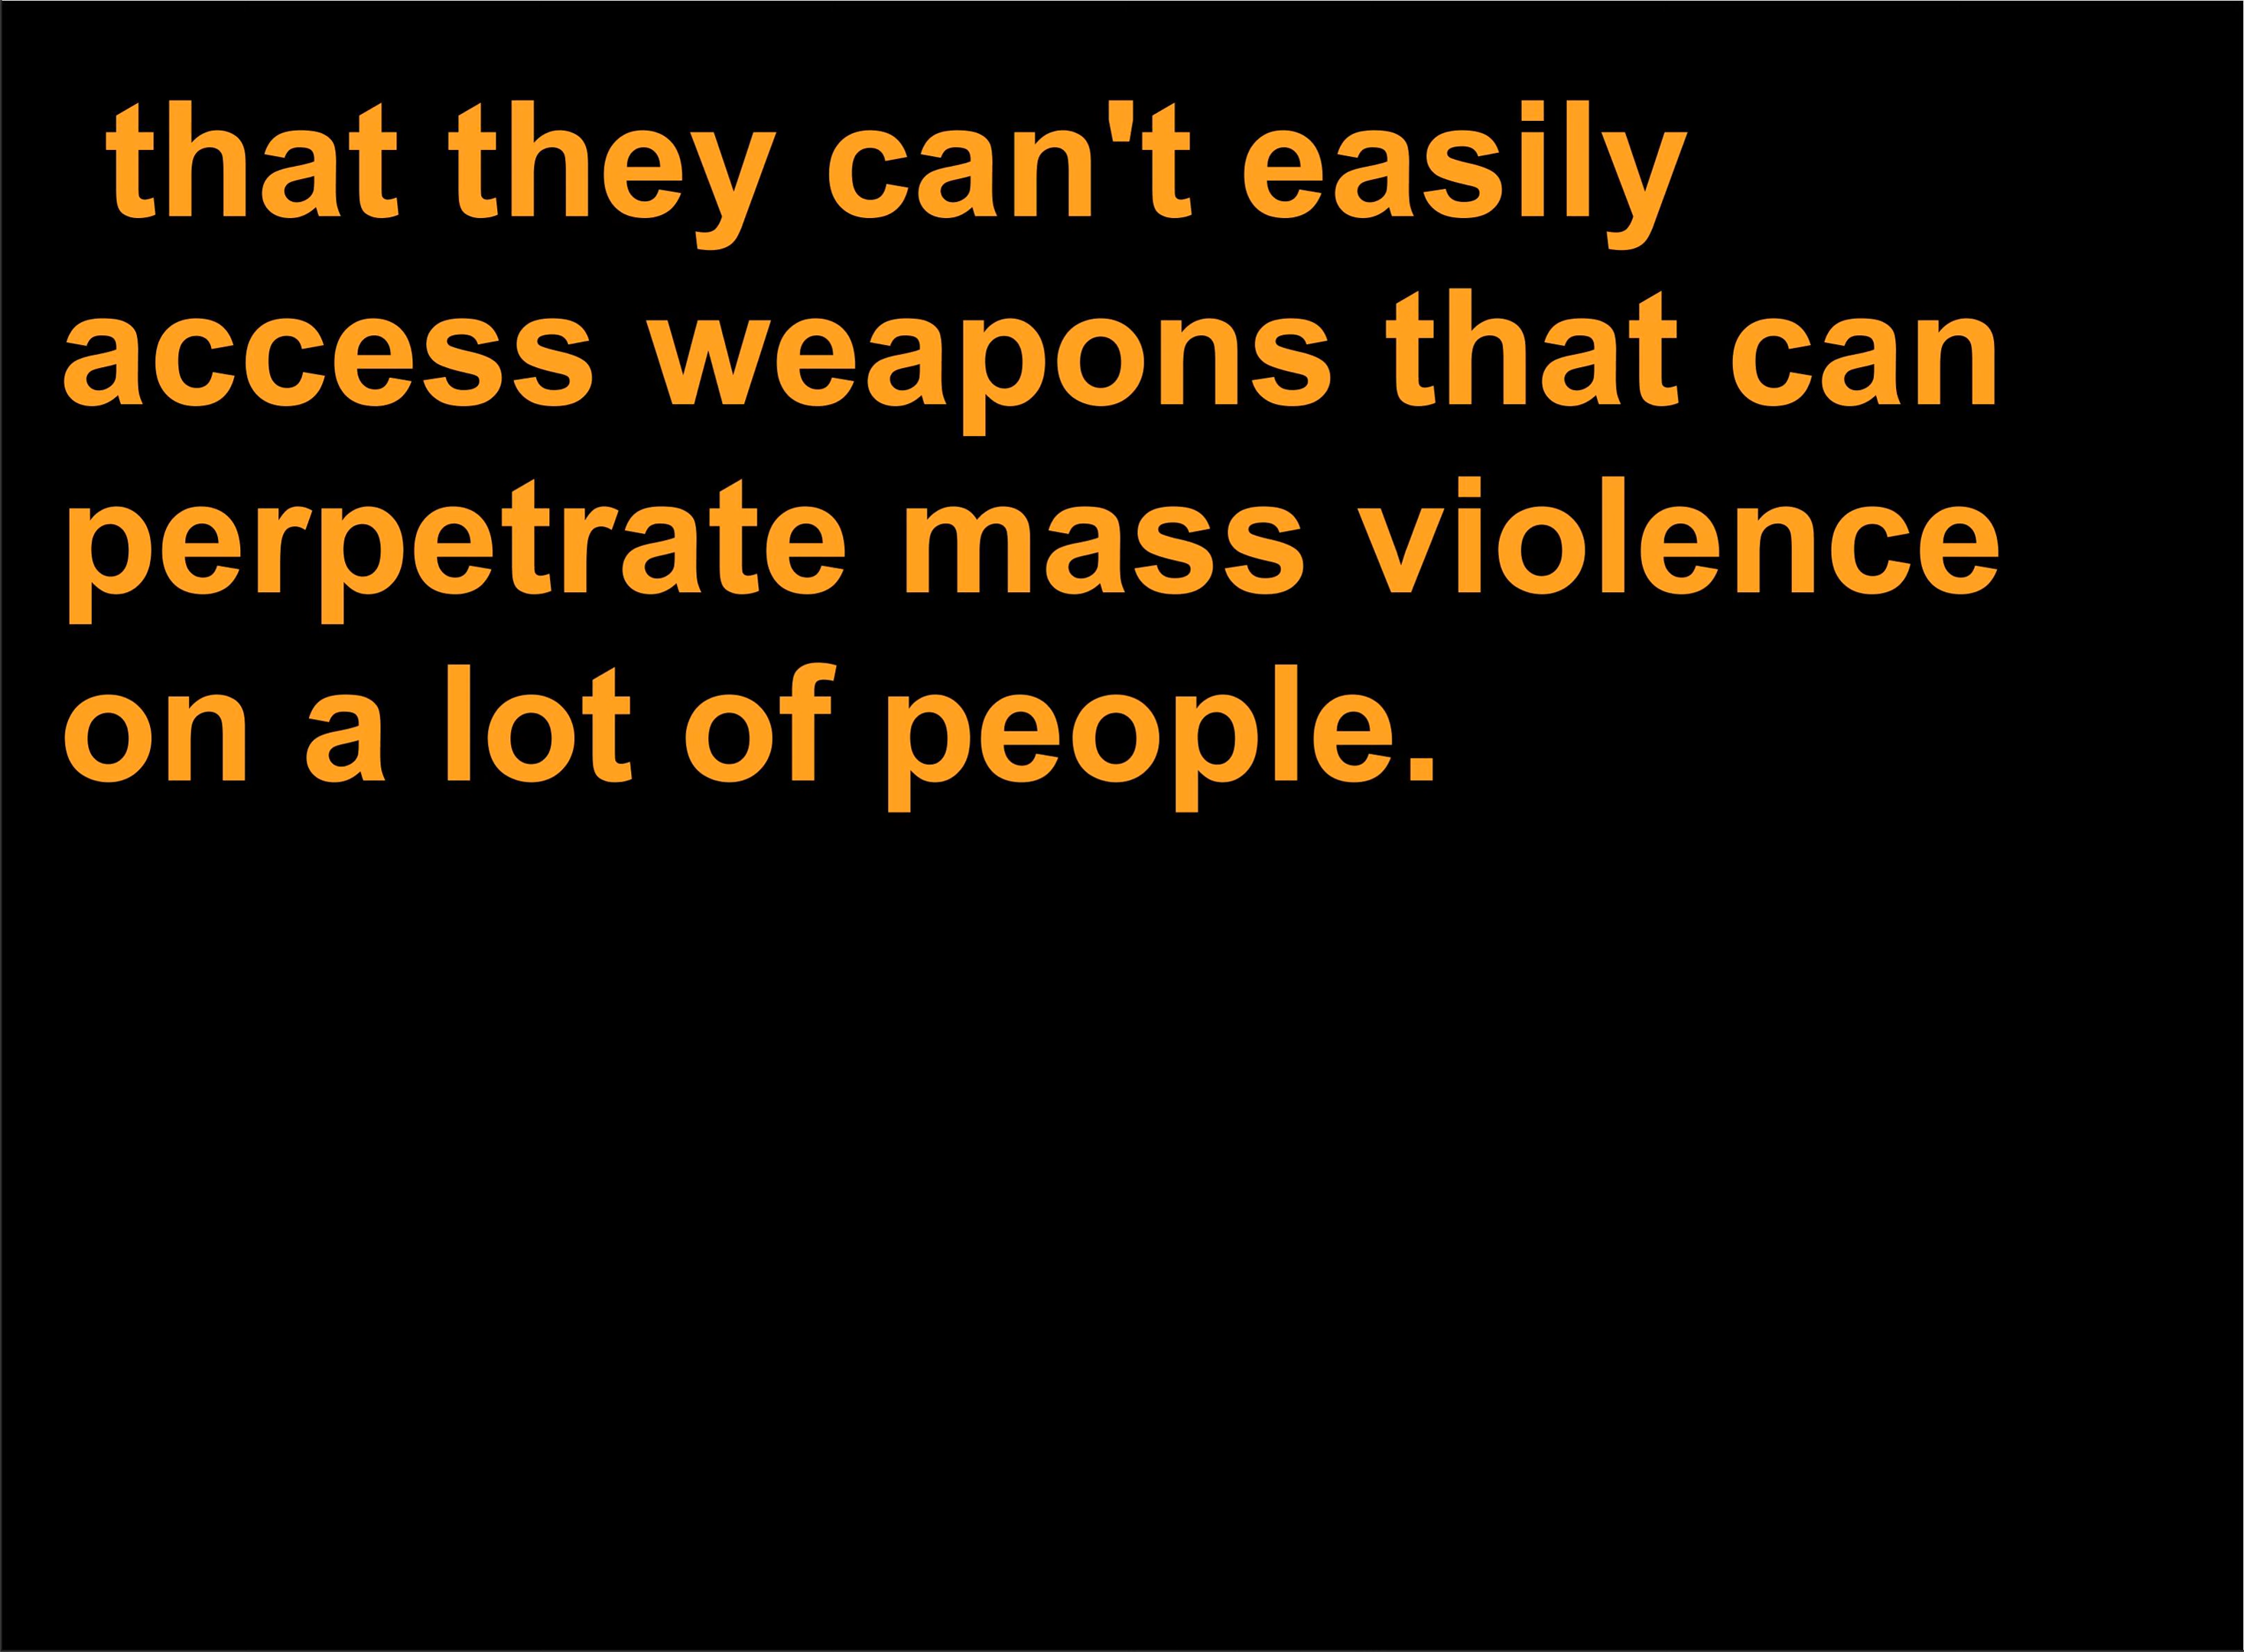 that they can't easily
access weapons that can
perpetrate mass violence
on a lot of people.